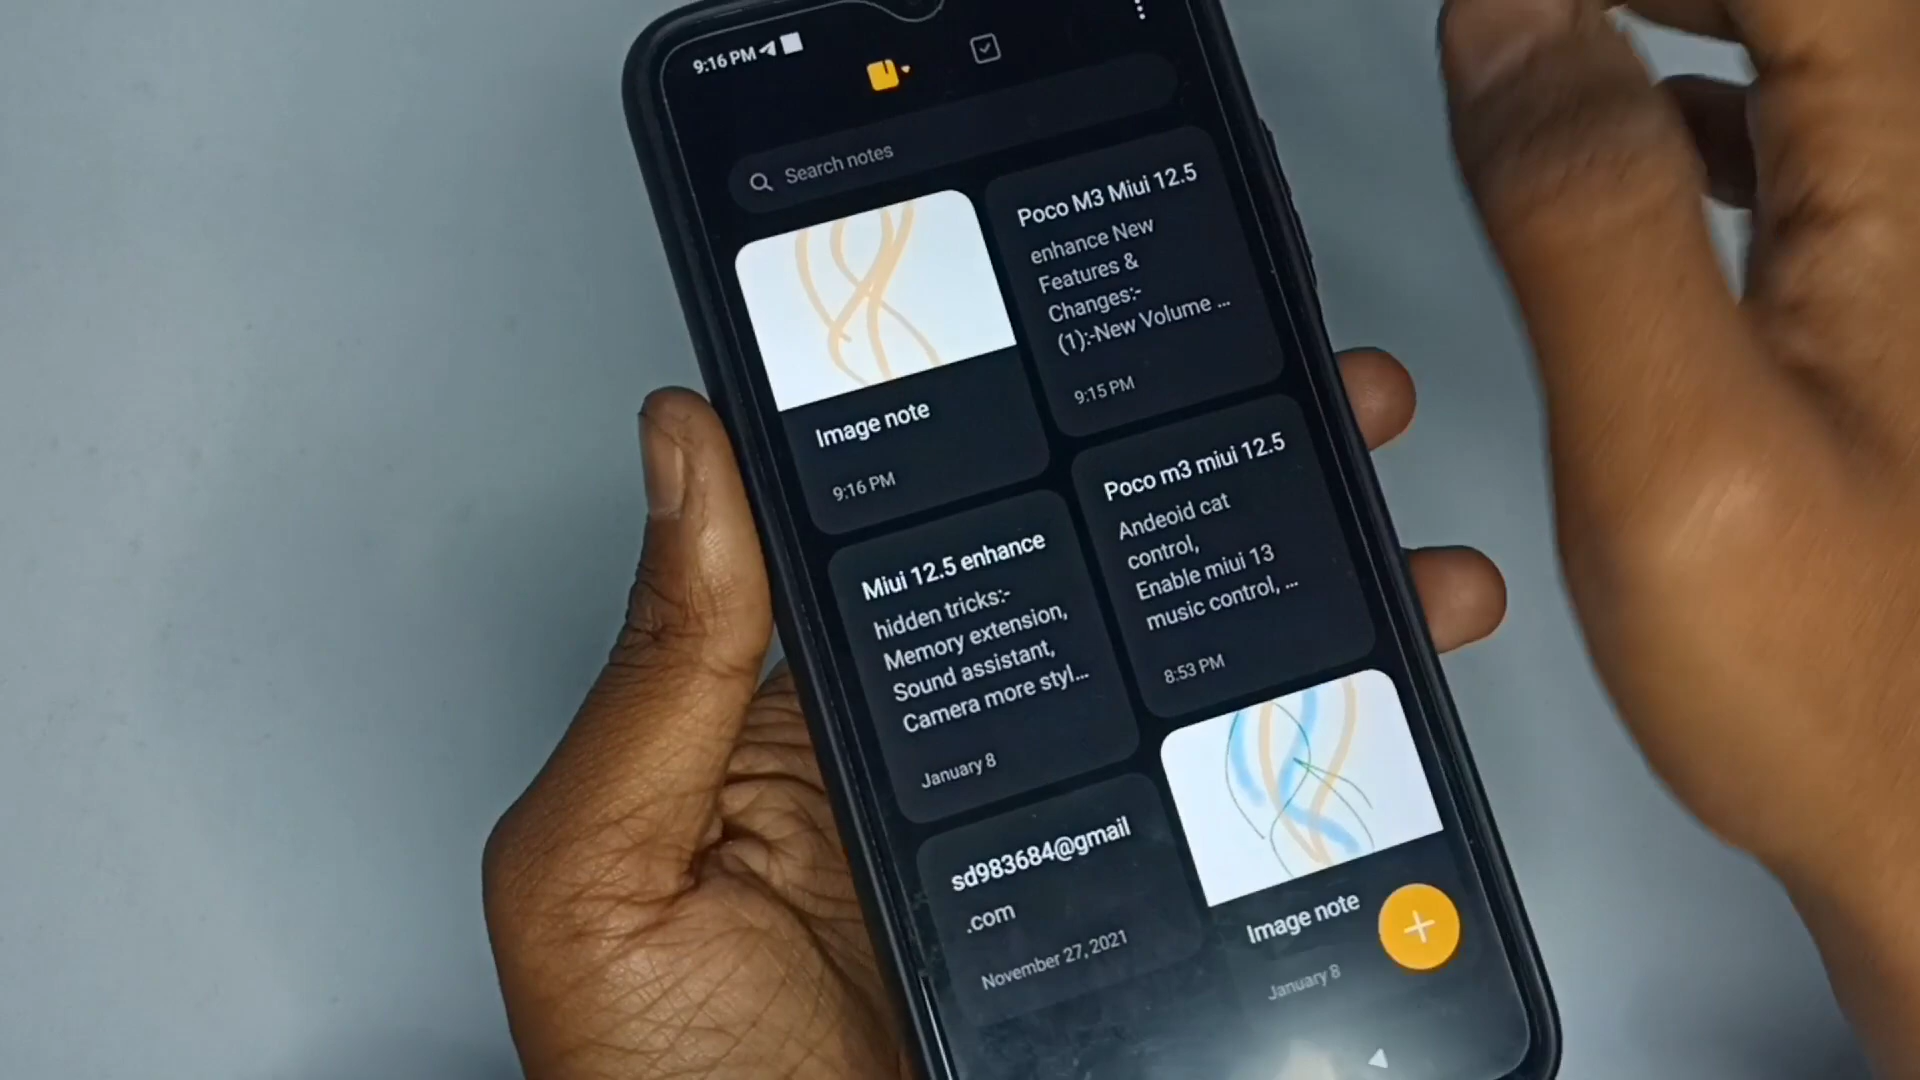 9:16 PM
Search notes
Image note
9:16 PM
Poco M3 Miui 12.5
enhance New
Features &
Changes:-
(1):-New Volume ...
9:15 PM
Miui 12.5 enhance
hidden tricks:-
Memory extension,
Sound assistant,
Camera more styl...
January 8
Poco m3 miui 12.5
Andeoid cat
control,
Enable miui 13
music control, ...
8:53 PM
sd983684@gmail
.com
November 27, 2021
Image note
January 8